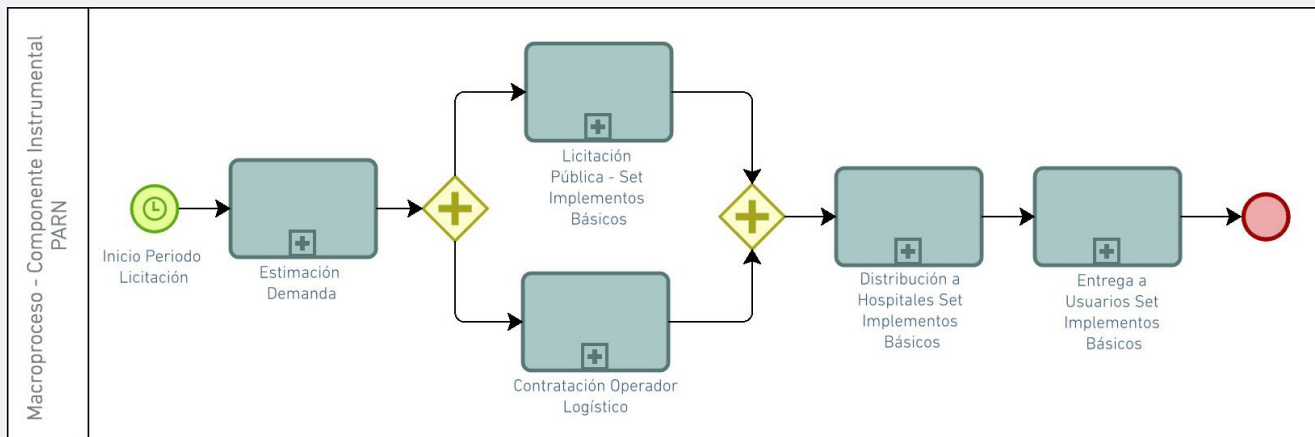 Macroproceso - Componente Instrumental
PARN
Inicio Periodo
Licitación
Estimación
Demanda
Licitación
Pública - Set
Implementos
Básicos
Contratación Operador
Logístico
Distribución a
Hospitales Set
Implementos
Básicos
Entrega a
Usuarios Set
Implementos
Básicos